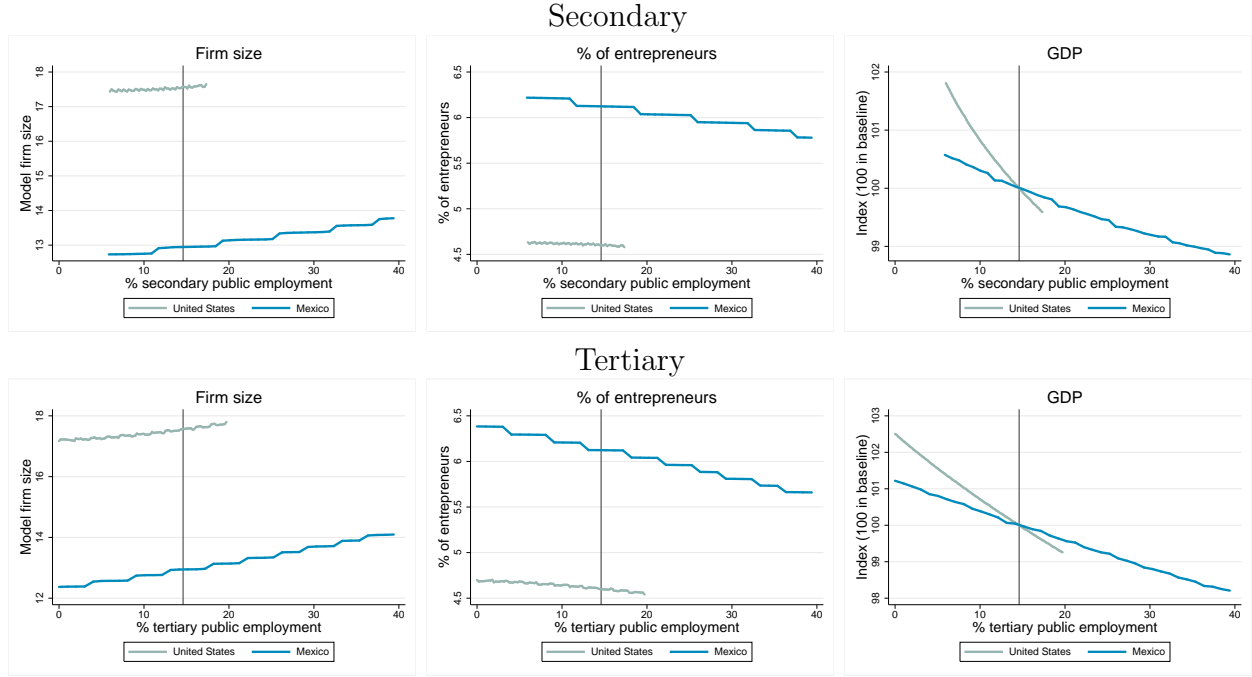 Secondary
Firm size
Model firm size
18
17
16
15
14
13
0 10 20 30 40
% secondary public employment
United States Mexico
% of entrepreneurs
% of entrepreneurs
6.5
6
5.5
5
4.5
0 10 20 30 40
% secondary public employment
United States Mexico
GDP
Index (100 in baseline)
102
101
100
99
0 10 20 30 40
% secondary public employment
United States Mexico
Tertiary
Firm size
Model firm size
18
16
14
12
0 10 20 30 40
% tertiary public employment
United States Mexico
% of entrepreneurs
% of entrepreneurs
6.5
6
5.5
5
4.5
0 10 20 30 40
% tertiary public employment
United States Mexico
GDP
Index (100 in baseline)
103
102
101
100
99
98
0 10 20 30 40
% tertiary public employment
United States Mexico